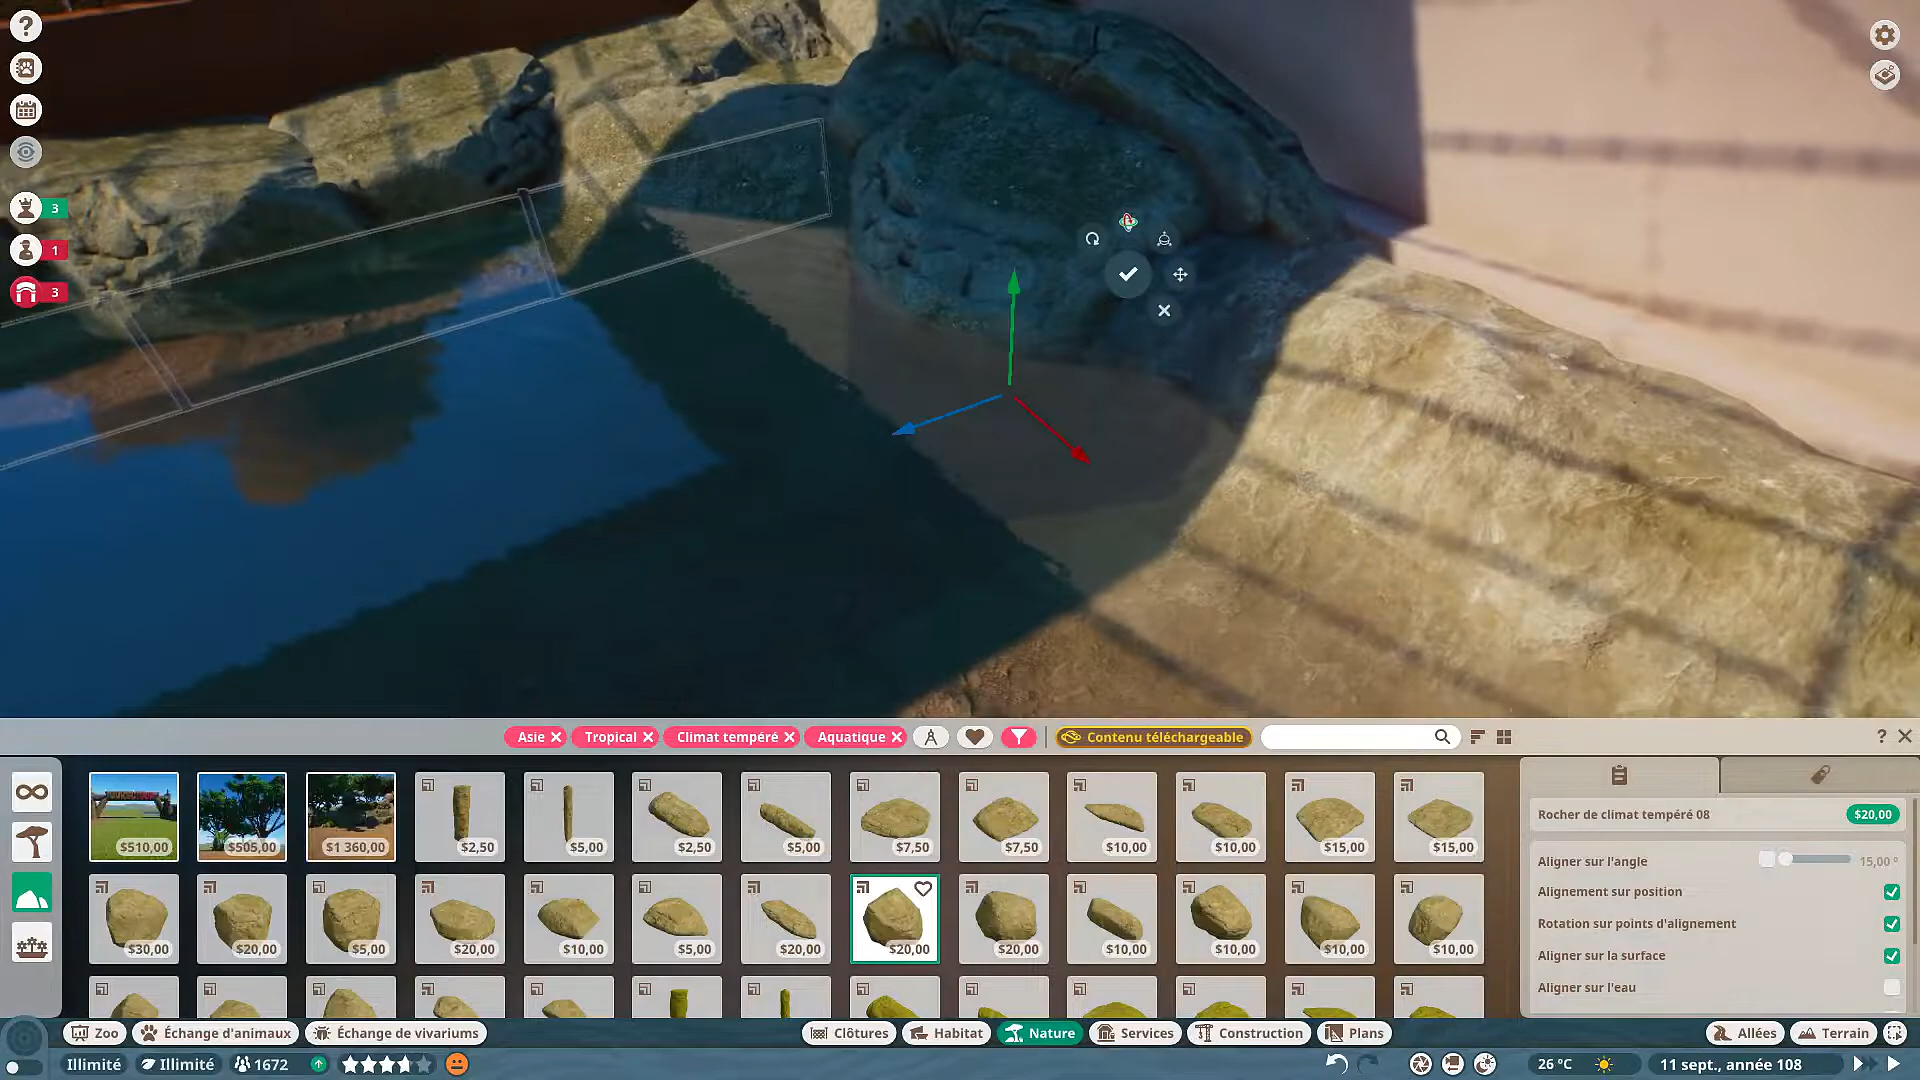 ?
3
1
3
Asie
Tropical
Climat tempéré
Aquatique
Contenu téléchargeable
?
$510,00
$505,00
$1 360,00
$2,50
$5,00
$2,50
$5,00
$7,50
$7,50
$10,00
$10,00
$15,00
$15,00
$30,00
$20,00
$5,00
$20,00
$10,00
$5,00
$20,00
$20,00
$20,00
$10,00
$10,00
$10,00
$10,00
Rocher de climat tempéré 08
$20,00
Aligner sur l'angle
15,00 °
Alignement sur position
Rotation sur points d'alignement
Aligner sur la surface
Aligner sur l'eau
Zoo
Échange d'animaux
Échange de vivariums
Clôtures
Habitat
Nature
Services
Construction
Plans
Allées
Terrain
Illimité
Illimité
1672
26 °C
11 sept., année 108